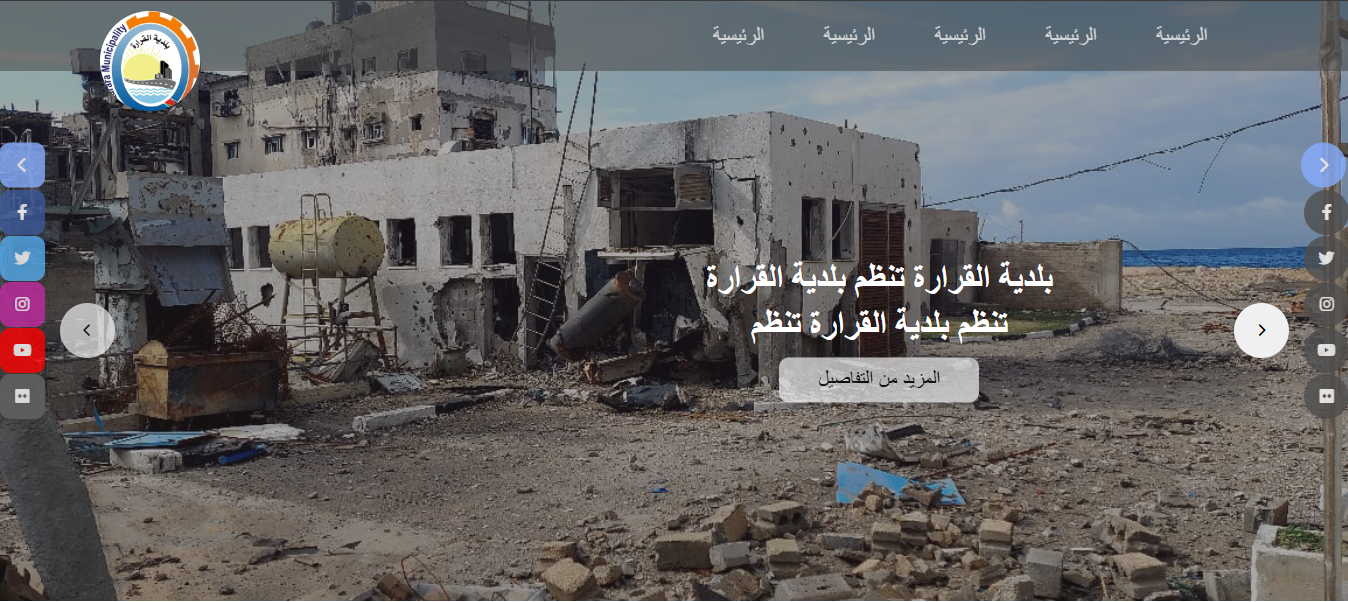 الرئيسية الرئيسية الرئيسية الرئيسية الرئيسية
بلدية القرارة
Municipality
بلدية القرارة تنظم بلدية القرارة
تنظم بلدية القرارة تنظم
المزيد من التفاصيل